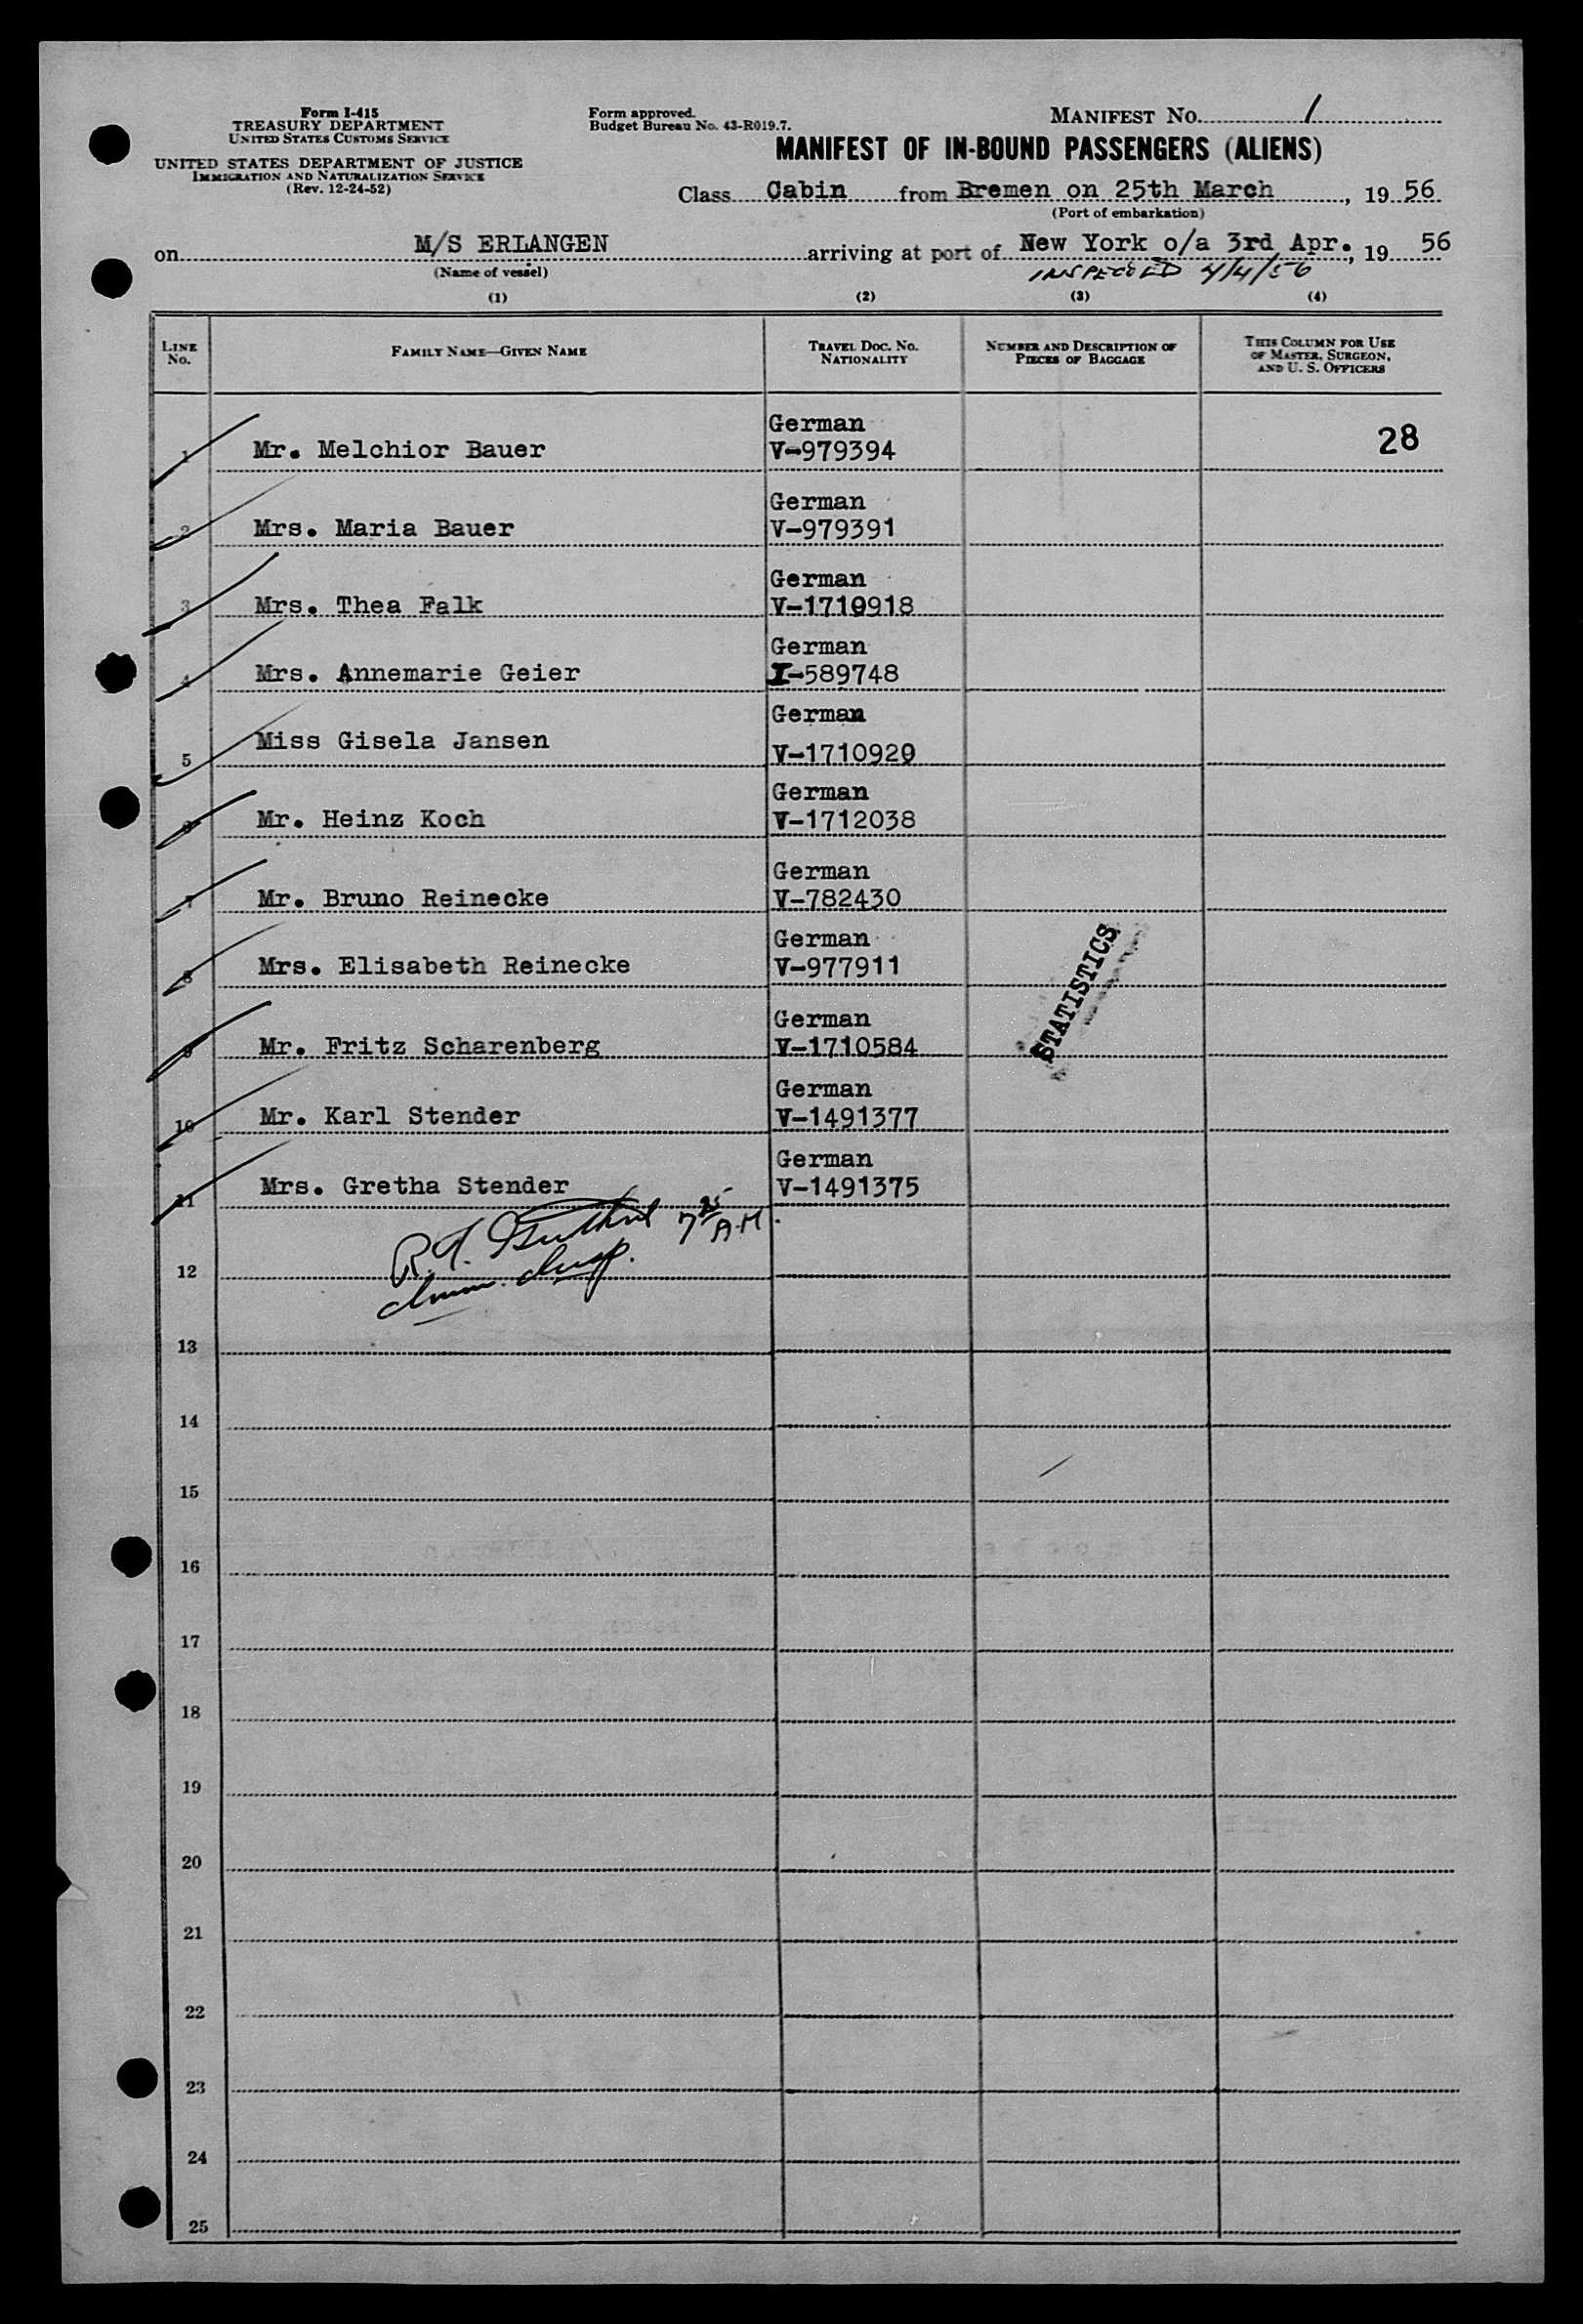 Form I-415
TREASURY DEPARTMENT
UNITED STATES CUSTOMS SERVICE
UNITED STATES DEPARTMENT OF JUSTICE
IMMIGRATION AND NATURALIZATION SERVICE
(Rev. 12-24-52)
Form approved.
Budget Bureau No. 43-R019.7.
MANIFEST NO. 1
MANIFEST OF IN-BOUND PASSENGERS (ALIENS)
Class Cabin from Bremen on 25th March, 19 56
(Port of embarkation)
on M/S ERLANGEN arriving at port of New York o/a 3rd Apr., 19 56
(Name of vessel)
INSPECTED 4/4/56
(1) (2) (3) (4)
LINE No. FAMILY NAME—GIVEN NAME TRAVEL DOC. NO. NATIONALITY NUMBER AND DESCRIPTION OF PIECES OF BAGGAGE THIS COLUMN FOR USE OF MASTER, SURGEON, AND U. S. OFFICERS
German
1 Mr. Melchior Bauer V-979394 28
German
2 Mrs. Maria Bauer V-979391
German
3 Mrs. Thea Falk V-1710918
German
4 Mrs. Annemarie Geier I-589748
German
5 Miss Gisela Jansen V-1710920
German
6 Mr. Heinz Koch V-1712038
German
7 Mr. Bruno Reinecke V-782430
German
8 Mrs. Elisabeth Reinecke V-977911
STATISTICS
German
9 Mr. Fritz Scharenberg V-1710584
German
10 Mr. Karl Stender V-1491377
German
11 Mrs. Gretha Stender V-1491375
R. A. 7 25 A.M.
Imm. Insp.
12
13
14
15
16
17
18
19
20
21
22
23
24
25